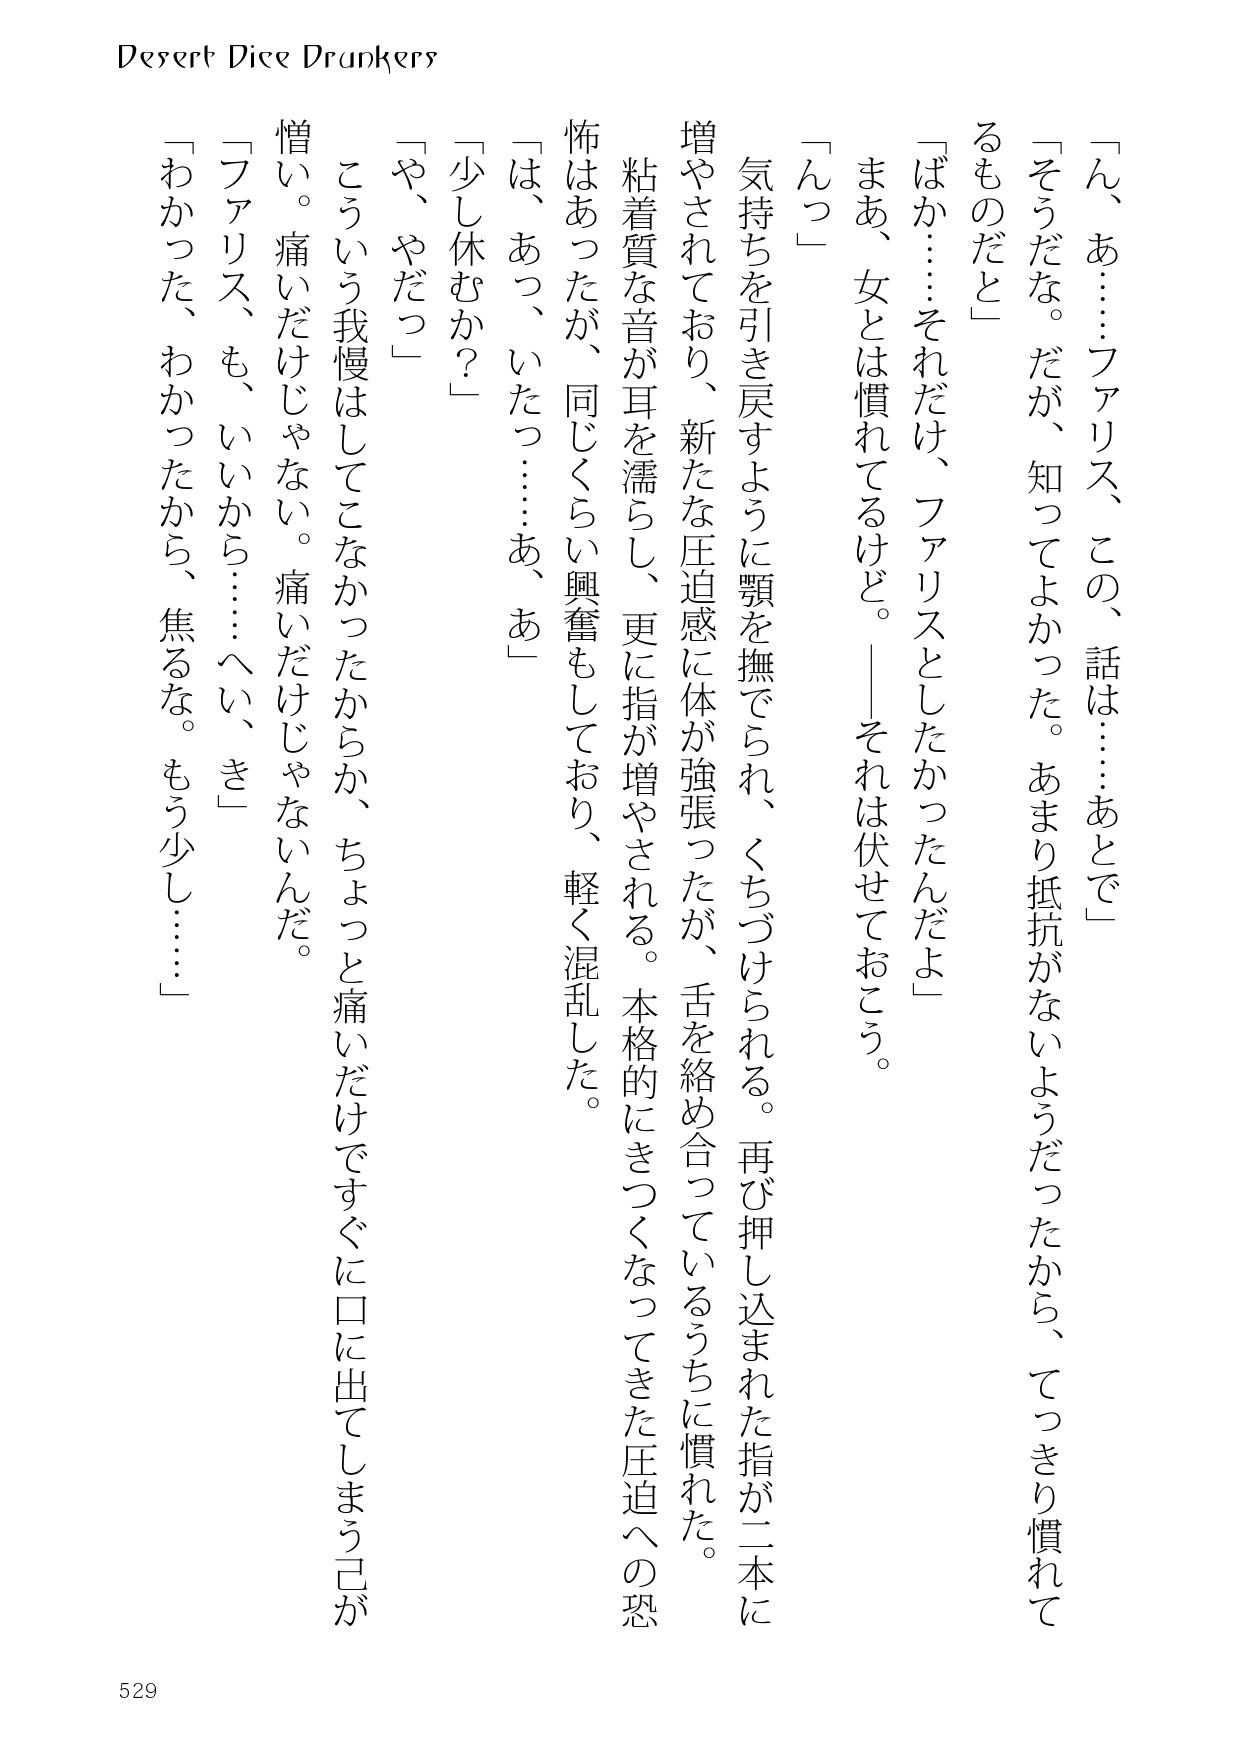 Desert Dice Drunkers
「ん、あ……ファリス、この、話は……あとで」
「そうだな。だが、知ってよかった。あまり抵抗がないようだったから、てっきり慣れて
るものだと」
「ばか……それだけ、ファリスとしたかったんだよ」
まあ、女とは慣れてるけど。――それは伏せておこう。
「んっ」
気持ちを引き戻すように顎を撫でられ、くちづけられる。再び押し込まれた指が二本に
増やされており、新たな圧迫感に体が強張ったが、舌を絡め合っているうちに慣れた。
粘着質な音が耳を濡らし、更に指が増やされる。本格的にきつくなってきた圧迫への恐
怖はあったが、同じくらい興奮もしており、軽く混乱した。
「は、あっ、いたっ……あ、あ」
「少し休むか？」
「や、やだっ」
こういう我慢はしてこなかったからか、ちょっと痛いだけですぐに口に出てしまう己が
憎い。痛いだけじゃない。痛いだけじゃないんだ。
「ファリス、も、いいから……へい、き」
「わかった、わかったから、焦るな。もう少し……」
529